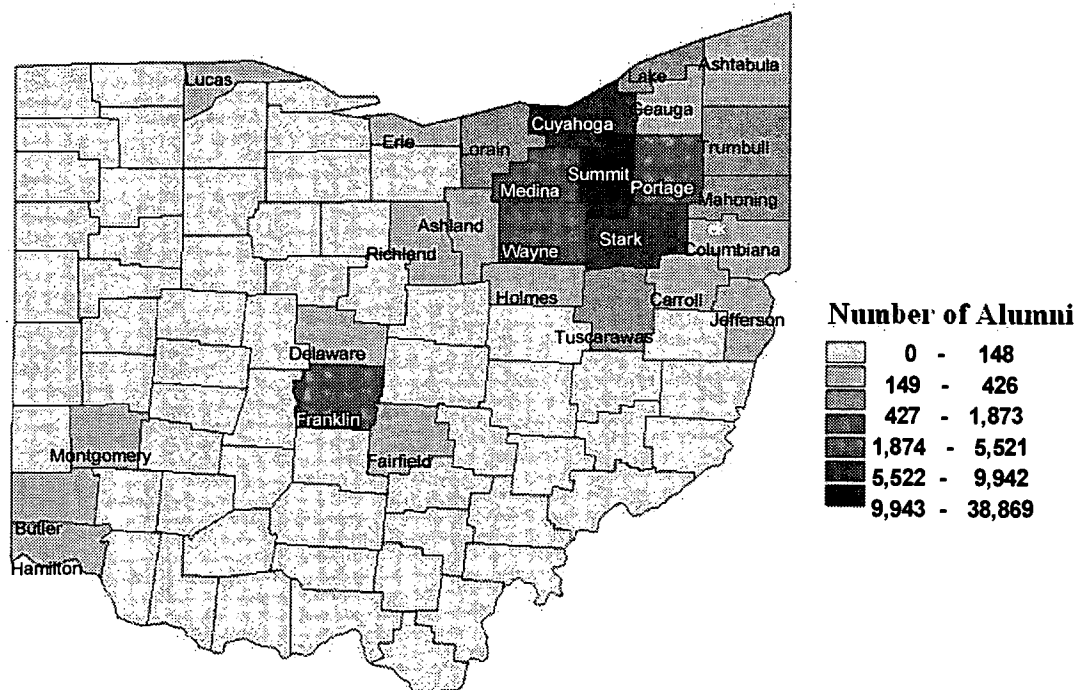 Lucas
Lake
Ashtabula
Geauga
Cuyahoga
Erie
Lorain
Trumbull
Summit
Medina
Portage
Mahoning
Ashland
Stark
Richland
Wayne
Columbiana
Holmes
Carroll
Jefferson
Tuscarawas
Delaware
Franklin
Montgomery
Fairfield
Butler
Hamilton
Number of Alumni
0 - 148
149 - 426
427 - 1,873
1,874 - 5,521
5,522 - 9,942
9,943 - 38,869